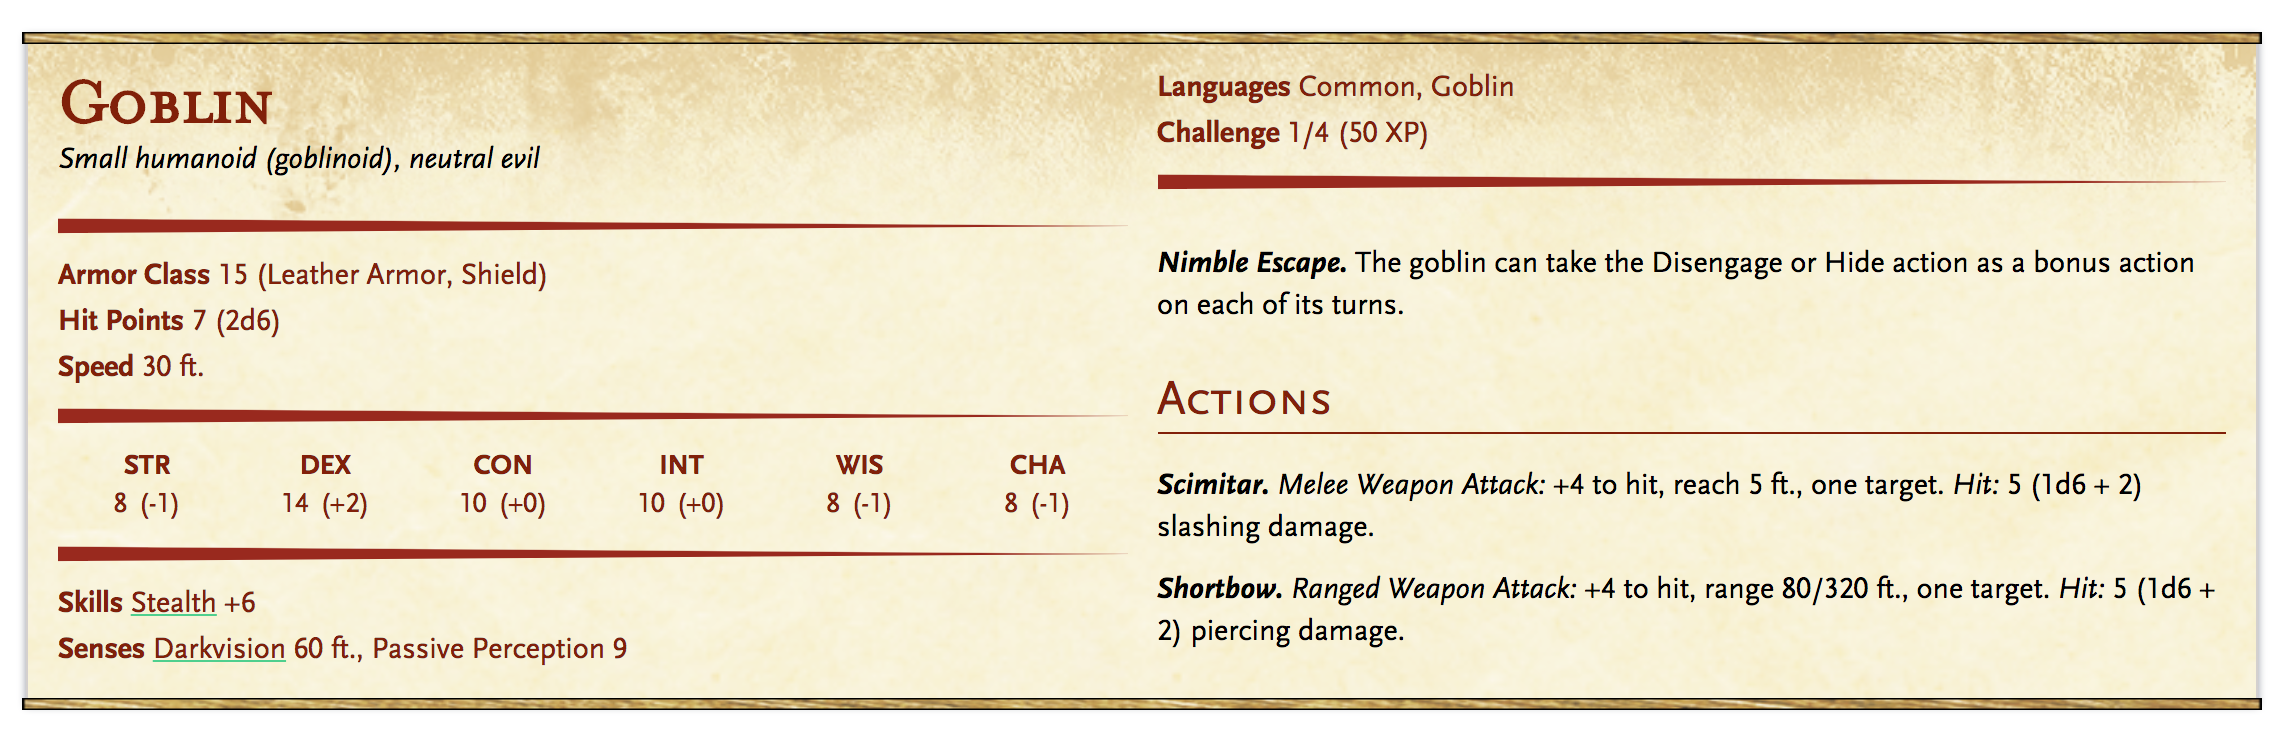 Goblin
Small humanoid (goblinoid), neutral evil
Armor Class 15 (Leather Armor, Shield)
Hit Points 7 (2d6)
Speed 30 ft.
STR DEX CON INT WIS CHA
8 (-1) 14 (+2) 10 (+0) 10 (+0) 8 (-1) 8 (-1)
Skills Stealth +6
Senses Darkvision 60 ft., Passive Perception 9
Languages Common, Goblin
Challenge 1/4 (50 XP)
Nimble Escape. The goblin can take the Disengage or Hide action as a bonus action
on each of its turns.
Actions
Scimitar. Melee Weapon Attack: +4 to hit, reach 5 ft., one target. Hit: 5 (1d6 + 2)
slashing damage.
Shortbow. Ranged Weapon Attack: +4 to hit, range 80/320 ft., one target. Hit: 5 (1d6 +
2) piercing damage.